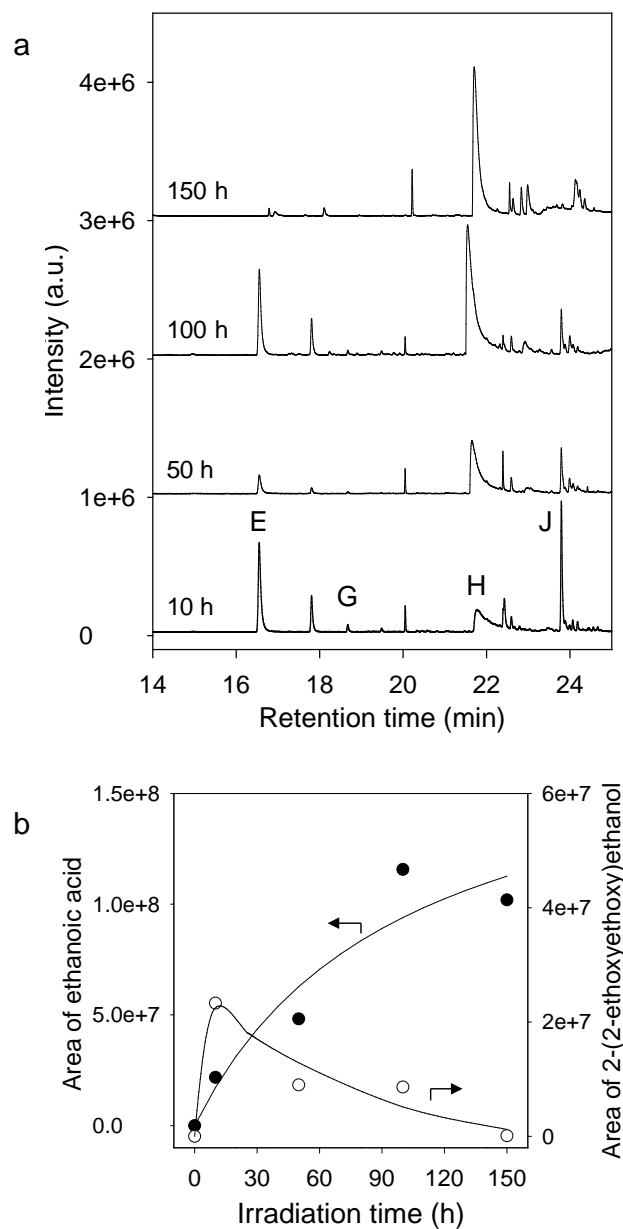 a
4e+6
3e+6
2e+6
1e+6
0
Intensity (a.u.)
150 h
100 h
50 h
10 h
E
G
H
J
14 16 18 20 22 24
Retention time (min)
b
1.5e+8
1.0e+8
5.0e+7
0.0
Area of ethanoic acid
6e+7
4e+7
2e+7
0
Area of 2-(2-ethoxyethoxy)ethanol
0 30 60 90 120 150
Irradiation time (h)